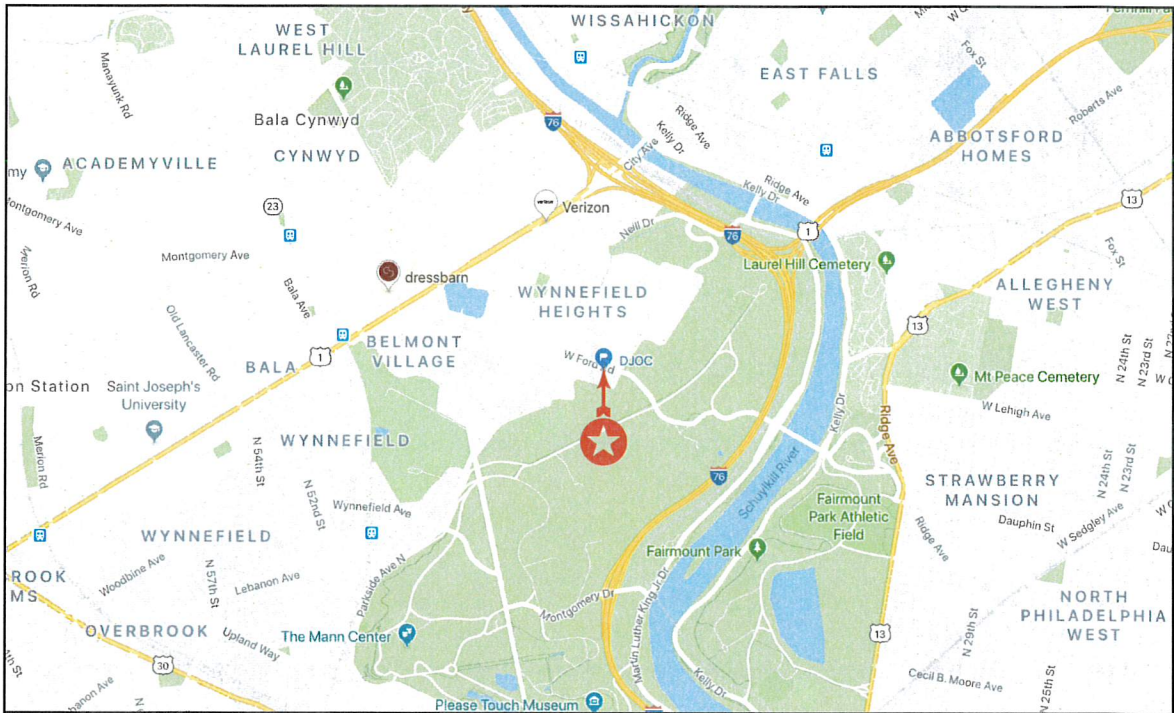 WISSAHICKON
WEST
LAUREL HILL
EAST FALLS
Fox St
Manayunk Rd
Roberts Ave
Bala Cynwyd
CYNWYD
76
Ridge Ave
Kelly Dr
City Ave
ABBOTSFORD
HOMES
my
ACADEMYVILLE
Montgomery Ave
23
verizon
Verizon
Kelly Dr
Ridge Ave
13
Neill Dr
76
1
Merion Rd
Montgomery Ave
Laurel Hill Cemetery
Fox St
dressbarn
Bala Ave
WYNNEFIELD
HEIGHTS
ALLEGHENY
WEST
Old Lancaster Rd
13
BELMONT
VILLAGE
1
BALA
W Ford Rd
DJOC
N 24th St
N 23rd St
on Station
Saint Joseph's
University
Mt Peace Cemetery
Kelly Dr
W Lehigh Ave
Ridge Ave
Merion Rd
N 54th St
WYNNEFIELD
76
Schuylkill River
STRAWBERRY
MANSION
N 24th St
N 23rd St
N 52nd St
Wynnefield Ave
Fairmount
Park Athletic
Field
Dauphin St
W Sedgley Ave
WYNNEFIELD
Ridge Ave
Fairmount Park
Woodbine Ave
N 57th St
Lebanon Ave
Parkside Ave N
Montgomery Dr
Martin Luther King Jr. Dr
ROOK
MS
NORTH
PHILADELPHIA
WEST
OVERBROOK
Upland Way
The Mann Center
13
N 29th St
30
Kelly Dr
Cecil B. Moore Ave
N 25th St
Please Touch Museum